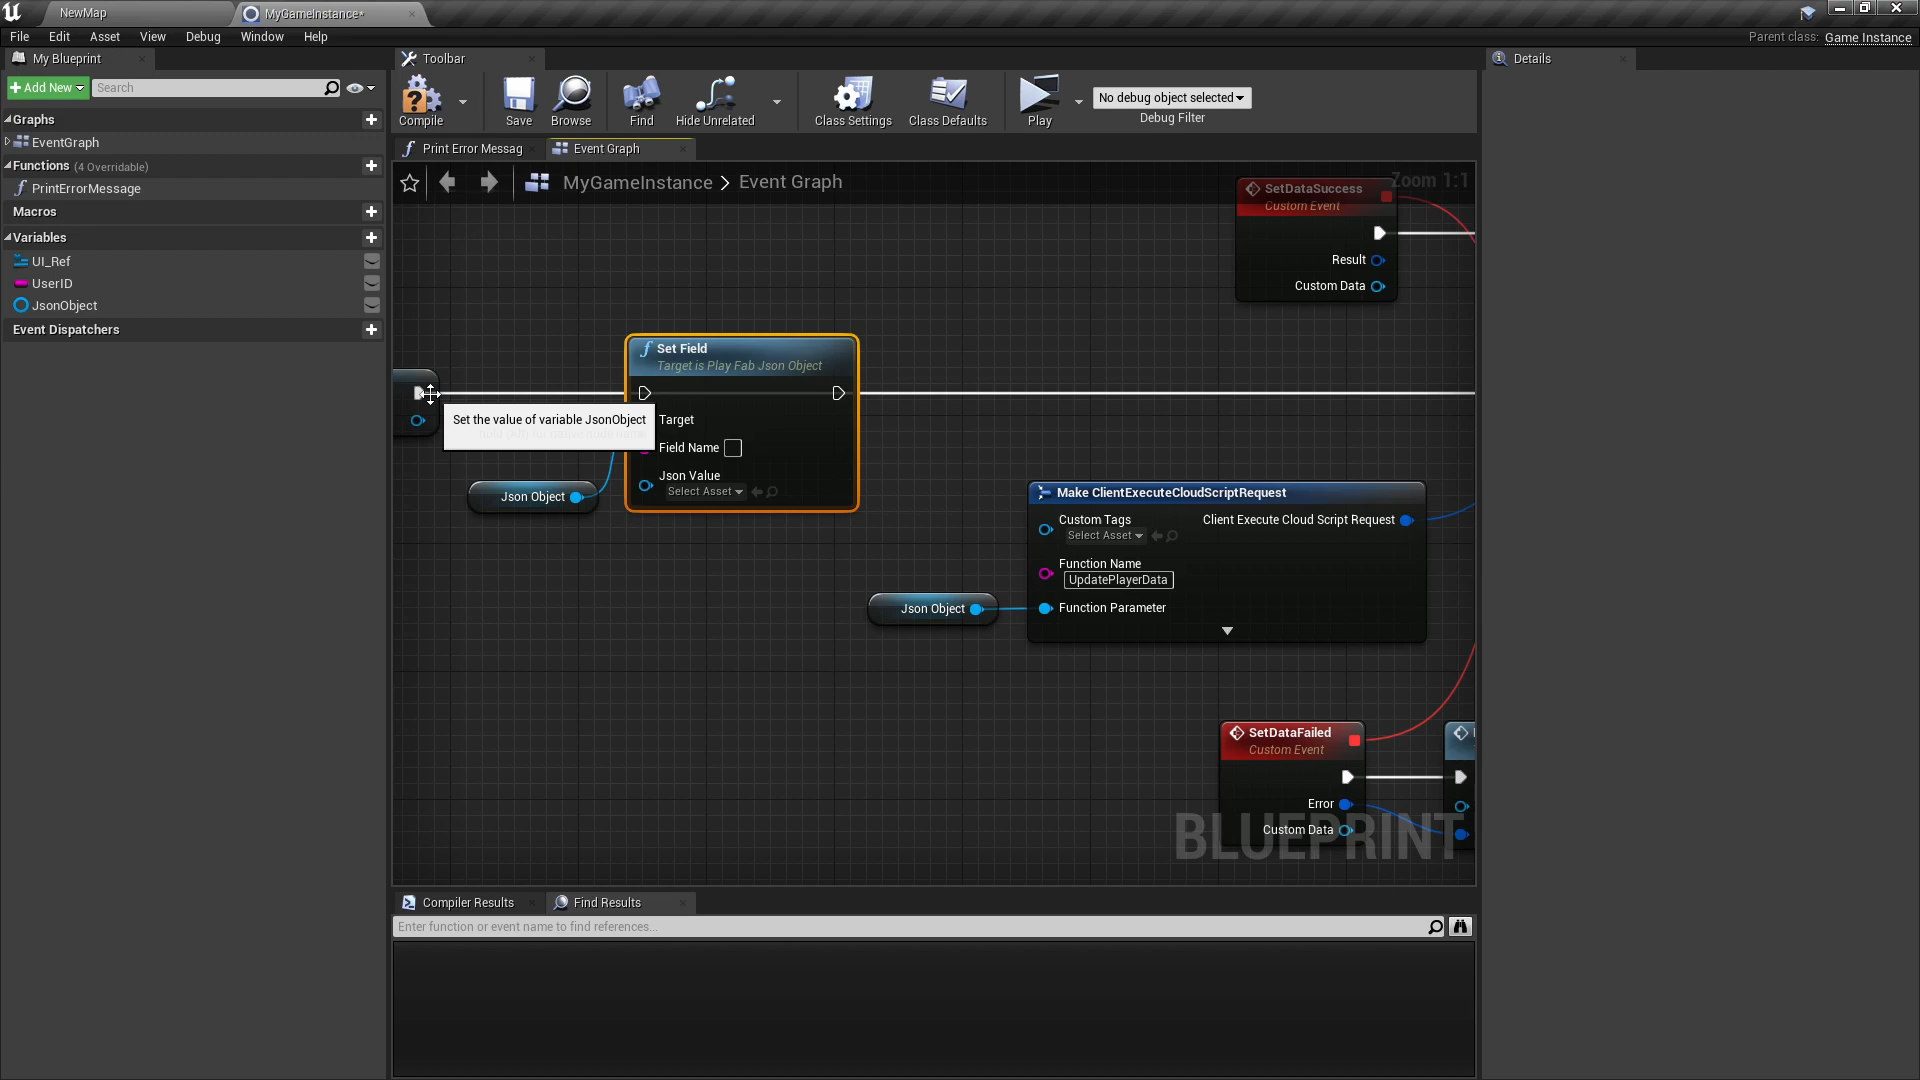 NewMap
MyGameInstance*
File
Edit
Asset
View
Debug
Window
Help
Parent class:
Game Instance
My Blueprint
Toolbar
Details
Add New
Search
Graphs
EventGraph
Functions (4 Overridable)
PrintErrorMessage
Macros
Variables
UI_Ref
UserID
JsonObject
Event Dispatchers
Compile
Save
Browse
Find
Hide Unrelated
Class Settings
Class Defaults
Play
No debug object selected
Debug Filter
Print Error Messag
Event Graph
MyGameInstance > Event Graph
Zoom 1:1
SetDataSuccess
Custom Event
Result
Custom Data
Set Field
Target is Play Fab Json Object
Set the value of variable JsonObject
Target
Field Name
Json Value
Select Asset
Json Object
Make ClientExecuteCloudScriptRequest
Custom Tags
Select Asset
Client Execute Cloud Script Request
Function Name
UpdatePlayerData
Json Object
Function Parameter
SetDataFailed
Custom Event
Error
Custom Data
BLUEPRINT
Compiler Results
Find Results
Enter function or event name to find references...